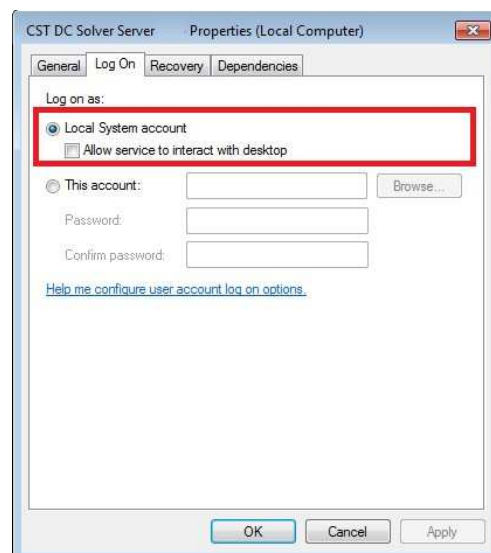 CST DC Solver Server Properties (Local Computer)
General Log On Recovery Dependencies
Log on as:
Local System account
Allow service to interact with desktop
This account: Browse...
Password:
Confirm password:
Help me configure user account log on options.
OK Cancel Apply